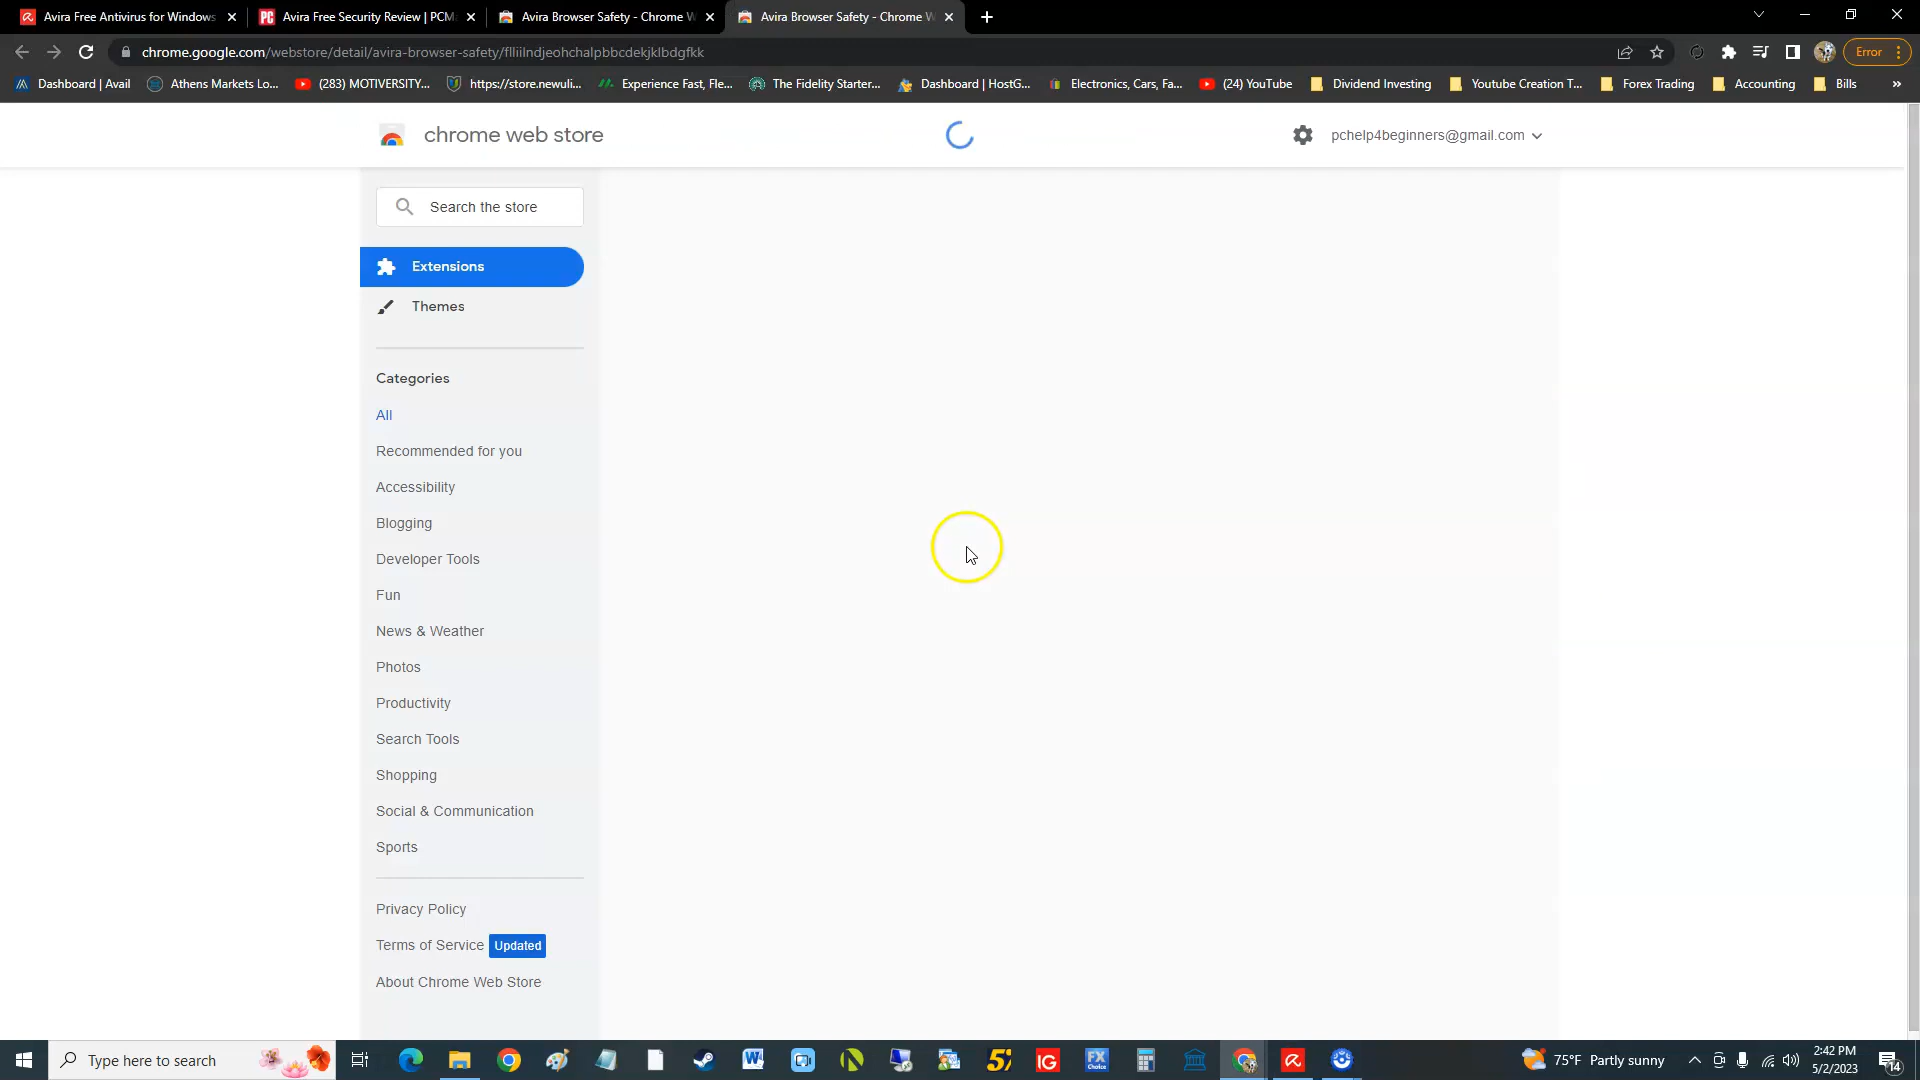 Avira Free Antivirus for Windows
Avira Free Security Review | PCMa
Avira Browser Safety - Chrome W
Avira Browser Safety - Chrome W
chrome.google.com/webstore/detail/avira-browser-safety/flliilndjeohchalpbbcdekjklbdgfkk
Error
Dashboard | Avail
Athens Markets Lo...
(283) MOTIVERSITY...
https://store.newuli...
Experience Fast, Fle...
The Fidelity Starter...
Dashboard | HostG...
Electronics, Cars, Fa...
(24) YouTube
Dividend Investing
Youtube Creation T...
Forex Trading
Accounting
Bills
»
chrome web store
pchelp4beginners@gmail.com
Search the store
Extensions
Themes
Categories
All
Recommended for you
Accessibility
Blogging
Developer Tools
Fun
News & Weather
Photos
Productivity
Search Tools
Shopping
Social & Communication
Sports
Privacy Policy
Terms of Service Updated
About Chrome Web Store
Type here to search
75°F Partly sunny
2:42 PM
5/2/2023
14